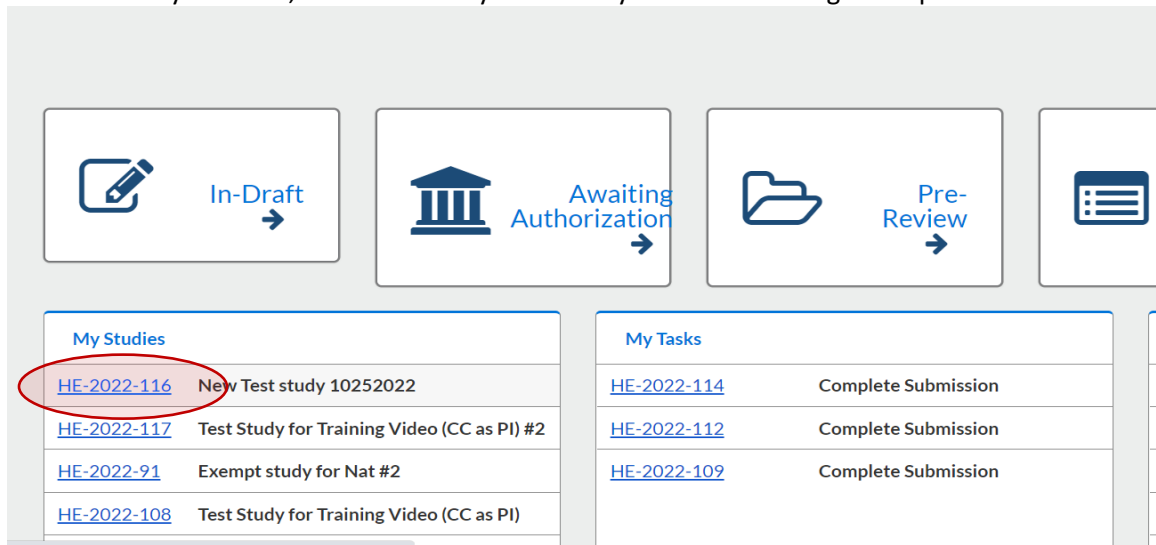 In-Draft
Awaiting
Authorization
Pre-
Review
My Studies
HE-2022-116 New Test study 10252022
HE-2022-117 Test Study for Training Video (CC as PI) #2
HE-2022-91 Exempt study for Nat #2
HE-2022-108 Test Study for Training Video (CC as PI)
My Tasks
HE-2022-114 Complete Submission
HE-2022-112 Complete Submission
HE-2022-109 Complete Submission